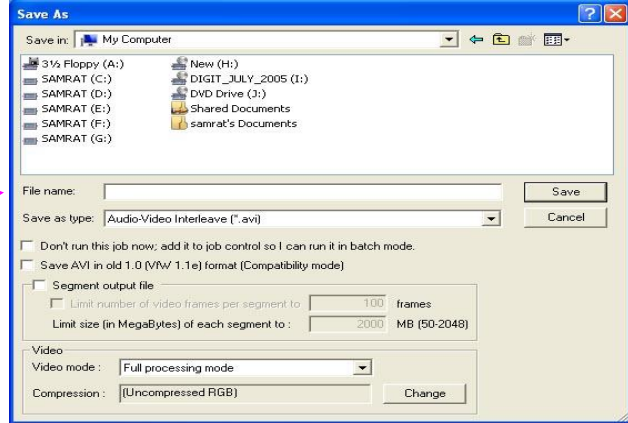 Save As
Save in: My Computer
3½ Floppy (A:)
SAMRAT (C:)
SAMRAT (D:)
SAMRAT (E:)
SAMRAT (F:)
SAMRAT (G:)
New (H:)
DIGIT_JULY_2005 (I:)
DVD Drive (J:)
Shared Documents
samrat's Documents
File name:
Save
Save as type: Audio-Video Interleave (*.avi)
Cancel
Don't run this job now; add it to job control so I can run it in batch mode.
Save AVI in old 1.0 (VfW 1.1e) format (Compatibility mode)
Segment output file
Limit number of video frames per segment to 100 frames
Limit size (in MegaBytes) of each segment to : 2000 MB (50-2048)
Video
Video mode : Full processing mode
Compression : (Uncompressed RGB) Change